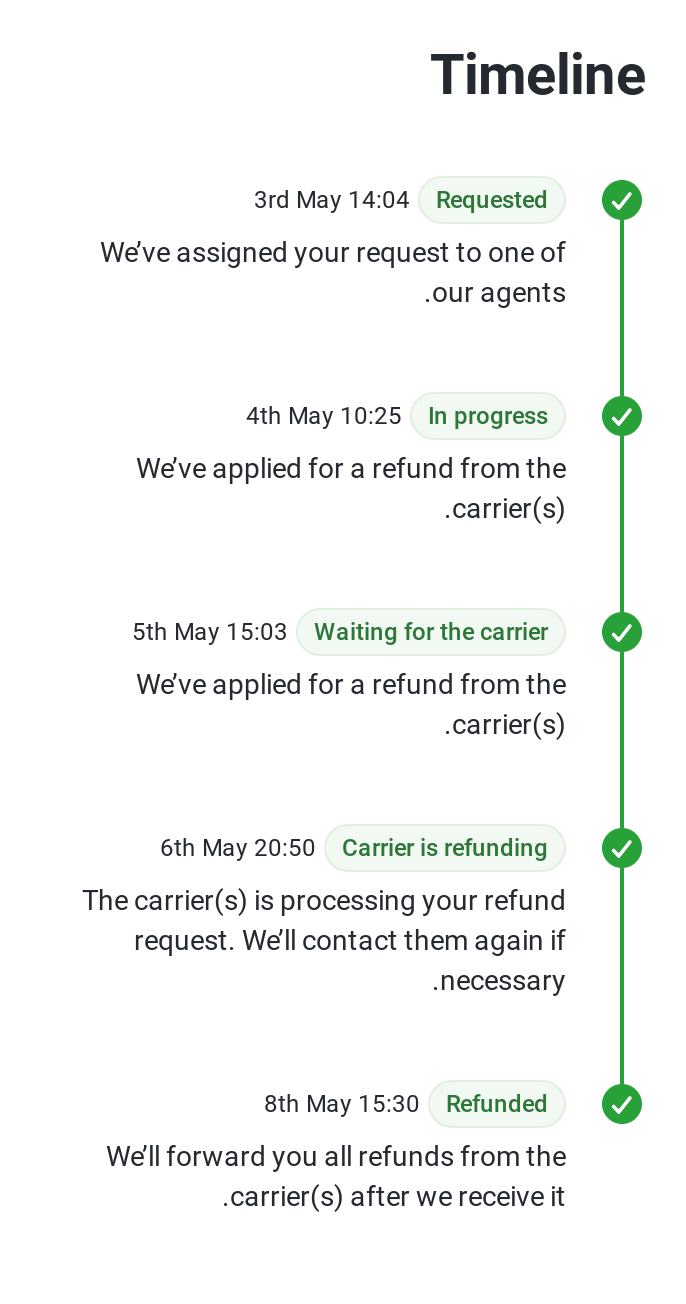 Timeline
Requested 3rd May 14:04
We’ve assigned your request to one of
.our agents
In progress 4th May 10:25
We’ve applied for a refund from the
.carrier(s)
Waiting for the carrier 5th May 15:03
We’ve applied for a refund from the
.carrier(s)
Carrier is refunding 6th May 20:50
The carrier(s) is processing your refund
request. We’ll contact them again if
.necessary
Refunded 8th May 15:30
We’ll forward you all refunds from the
.carrier(s) after we receive it